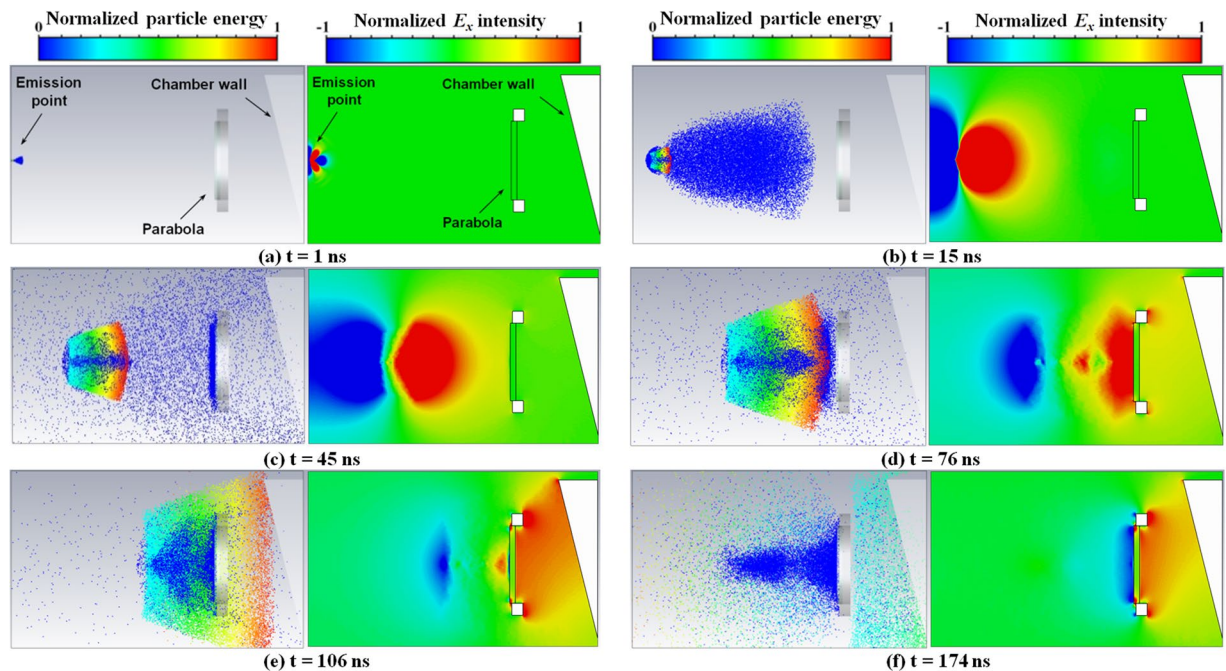 Normalized particle energy
Normalized Ex intensity
Normalized particle energy
Normalized Ex intensity
0
1
-1
1
0
1
-1
1
Emission
point
Chamber wall
Parabola
Emission
point
Chamber wall
Parabola
(a) t = 1 ns
(b) t = 15 ns
(c) t = 45 ns
(d) t = 76 ns
(e) t = 106 ns
(f) t = 174 ns